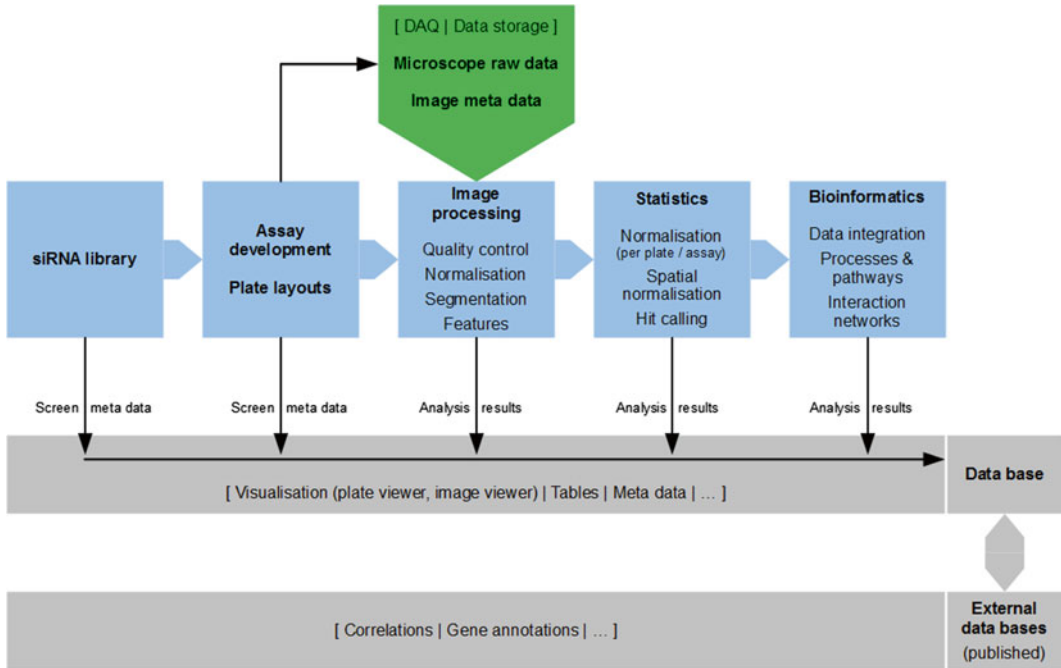 [ DAQ | Data storage ]
Microscope raw data
Image meta data
siRNA library
Assay
development
Plate layouts
Image
processing
Quality control
Normalisation
Segmentation
Features
Statistics
Normalisation
(per plate / assay)
Spatial
normalisation
Hit calling
Bioinformatics
Data integration
Processes &
pathways
Interaction
networks
Screen meta data
Screen meta data
Analysis results
Analysis results
Analysis results
[ Visualisation (plate viewer, image viewer) | Tables | Meta data | ... ]
Data base
[ Correlations | Gene annotations | ... ]
External
data bases
(published)